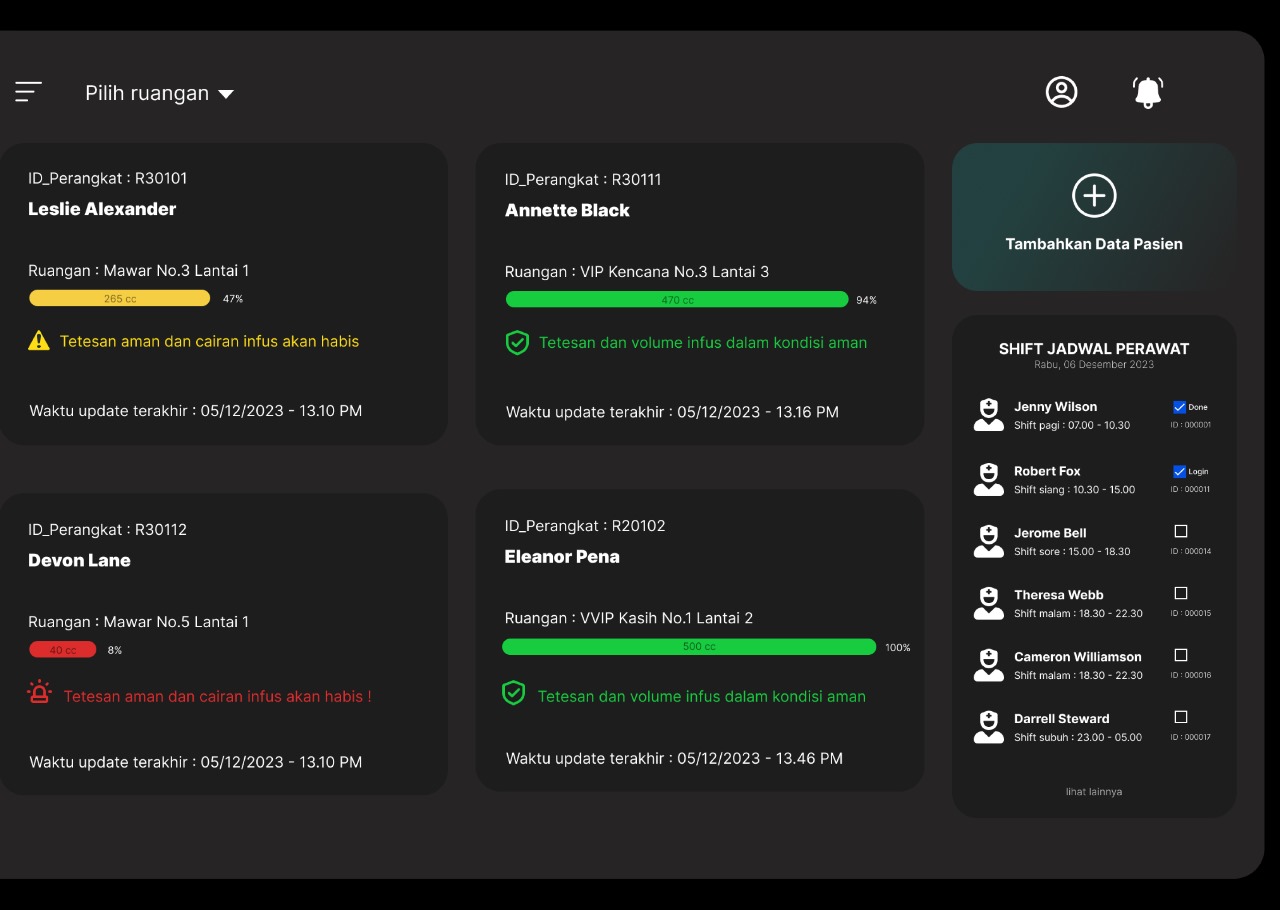 Pilih ruangan
ID_Perangkat : R30101
Leslie Alexander
Ruangan : Mawar No.3 Lantai 1
265 cc
47%
Tetesan aman dan cairan infus akan habis
Waktu update terakhir : 05/12/2023 - 13.10 PM
ID_Perangkat : R30111
Annette Black
Ruangan : VIP Kencana No.3 Lantai 3
470 cc
94%
Tetesan dan volume infus dalam kondisi aman
Waktu update terakhir : 05/12/2023 - 13.16 PM
ID_Perangkat : R30112
Devon Lane
Ruangan : Mawar No.5 Lantai 1
40 cc
8%
Tetesan aman dan cairan infus akan habis !
Waktu update terakhir : 05/12/2023 - 13.10 PM
ID_Perangkat : R20102
Eleanor Pena
Ruangan : VVIP Kasih No.1 Lantai 2
500 cc
100%
Tetesan dan volume infus dalam kondisi aman
Waktu update terakhir : 05/12/2023 - 13.46 PM
Tambahkan Data Pasien
SHIFT JADWAL PERAWAT
Rabu, 06 Desember 2023
Jenny Wilson
Done
Shift pagi : 07.00 - 10.30
ID : 000001
Robert Fox
Login
Shift siang : 10.30 - 15.00
ID : 000011
Jerome Bell
Shift sore : 15.00 - 18.30
ID : 000014
Theresa Webb
Shift malam : 18.30 - 22.30
ID : 000015
Cameron Williamson
Shift malam : 18.30 - 22.30
ID : 000016
Darrell Steward
Shift subuh : 23.00 - 05.00
ID : 000017
lihat lainnya